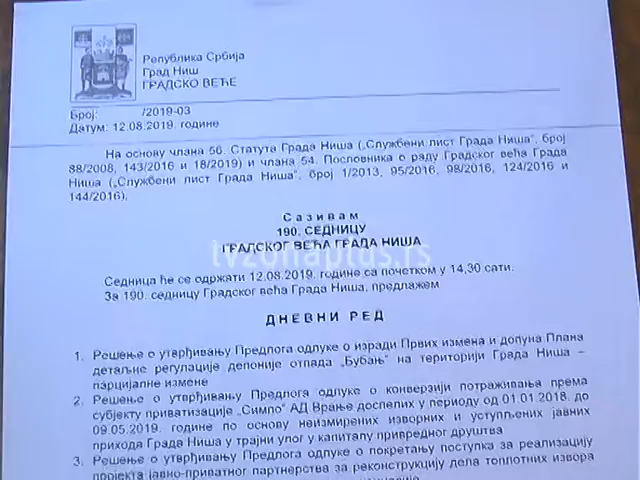 Република Србија
Град Ниш
ГРАДСКО ВЕЋЕ
Број: /2019-03
Датум: 12.08.2019. године
На основу члана 56. Статута Града Ниша („Службени лист Града Ниша“, број
88/2008, 143/2016 и 18/2019) и члана 54. Пословника о раду Градског већа Града
Ниша („Службени лист Града Ниша“, број 1/2013, 95/2016, 98/2016, 124/2016 и
144/2016),
Сазивам
190. СЕДНИЦУ
ГРАДСКОГ ВЕЋА ГРАДА НИША
tvzonaplus.rs
Седница ће се одржати 12.08.2019. године са почетком у 14,30 сати.
За 190. седницу Градског већа Града Ниша, предлажем
ДНЕВНИ РЕД
1. Решење о утврђивању Предлога одлуке о изради Првих измена и допуна Плана
детаљне регулације депоније отпада „Бубањ“ на територији Града Ниша –
парцијалне измене
2. Решење о утврђивању Предлога одлуке о конверзији потраживања према
субјекту приватизације „Симпо“ АД Врање доспелих у периоду од 01.01.2018. до
09.05.2019. године по основу неизмирених изворних и уступљених јавних
прихода Града Ниша у трајни улог у капиталу привредног друштва
3. Решење о утврђивању Предлога одлуке о покретању поступка за реализацију
пројекта јавно-приватног партнерства за реконструкцију дела топлотних извора